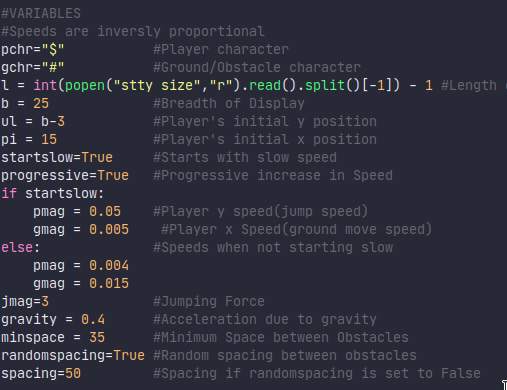 #VARIABLES
#Speeds are inversly proportional
pchr="$"           #Player character
gchr="#"           #Ground/Obstacle character
l = int(popen("stty size","r").read().split()[-1]) - 1 #Length
b = 25             #Breadth of Display
ul = b-3           #Player's initial y position
pi = 15            #Player's initial x position
startslow=True     #Starts with slow speed
progressive=True   #Progressive increase in Speed
if startslow:
    pmag = 0.05    #Player y speed(jump speed)
    gmag = 0.005    #Player x Speed(ground move speed)
else:              #Speeds when not starting slow
    pmag = 0.004
    gmag = 0.015
jmag=3             #Jumping Force
gravity = 0.4      #Acceleration due to gravity
minspace = 35      #Minimum Space between Obstacles
randomspacing=True #Random spacing between obstacles
spacing=50         #Spacing if randomspacing is set to False